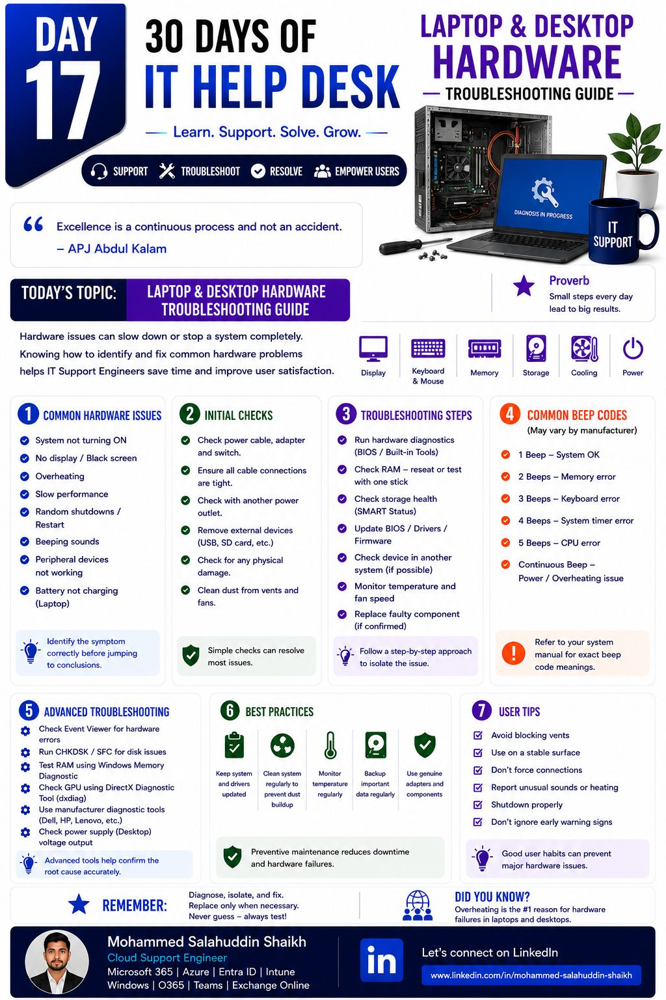 DAY
17
30 DAYS OF
IT HELP DESK
Learn. Support. Solve. Grow.
SUPPORT
TROUBLESHOOT
RESOLVE
EMPOWER USERS
LAPTOP & DESKTOP
HARDWARE
TROUBLESHOOTING GUIDE
DIAGNOSIS IN PROGRESS
IT
SUPPORT
“ Excellence is a continuous process and not an accident.
– APJ Abdul Kalam
TODAY'S TOPIC:
LAPTOP & DESKTOP HARDWARE
TROUBLESHOOTING GUIDE
Proverb
Small steps every day
lead to big results.
Hardware issues can slow down or stop a system completely.
Knowing how to identify and fix common hardware problems
helps IT Support Engineers save time and improve user satisfaction.
Display
Keyboard
& Mouse
Memory
Storage
Cooling
Power
1 COMMON HARDWARE ISSUES
System not turning ON
No display / Black screen
Overheating
Slow performance
Random shutdowns /
Restart
Beeping sounds
Peripheral devices
not working
Battery not charging
(Laptop)
Identify the symptom
correctly before jumping
to conclusions.
2 INITIAL CHECKS
Check power cable, adapter
and switch.
Ensure all cable connections
are tight.
Check with another power
outlet.
Remove external devices
(USB, SD card, etc.)
Check for any physical
damage.
Clean dust from vents and
fans.
Simple checks can resolve
most issues.
3 TROUBLESHOOTING STEPS
Run hardware diagnostics
(BIOS / Built-in Tools)
Check RAM – reseat or test
with one stick
Check storage health
(SMART Status)
Update BIOS / Drivers /
Firmware
Check device in another
system (if possible)
Monitor temperature and
fan speed
Replace faulty component
(if confirmed)
Follow a step-by-step approach
to isolate the issue.
4 COMMON BEEP CODES
(May vary by manufacturer)
1 Beep – System OK
2 Beeps – Memory error
3 Beeps – Keyboard error
4 Beeps – System timer error
5 Beeps – CPU error
Continuous Beep –
Power / Overheating issue
Refer to your system
manual for exact beep
code meanings.
5 ADVANCED TROUBLESHOOTING
Check Event Viewer for hardware
errors
Run CHKDSK / SFC for disk issues
Test RAM using Windows Memory
Diagnostic
Check GPU using DirectX Diagnostic
Tool (dxdiag)
Use manufacturer diagnostic tools
(Dell, HP, Lenovo, etc.)
Check power supply (Desktop)
voltage output
Advanced tools help confirm the
root cause accurately.
6 BEST PRACTICES
Keep system
and drivers
updated
Clean system
regularly to
prevent dust
buildup
Monitor
temperature
regularly
Backup
important
data regularly
Use genuine
adapters and
components
Preventive maintenance reduces downtime
and hardware failures.
7 USER TIPS
Avoid blocking vents
Use on a stable surface
Don't force connections
Report unusual sounds or heating
Shutdown properly
Don't ignore early warning signs
Good user habits can prevent
major hardware issues.
REMEMBER:
Diagnose, isolate, and fix.
Replace only when necessary.
Never guess – always test!
DID YOU KNOW?
Overheating is the #1 reason for hardware
failures in laptops and desktops.
Mohammed Salahuddin Shaikh
Cloud Support Engineer
Microsoft 365 | Azure | Entra ID | Intune
Windows | O365 | Teams | Exchange Online
in
Let's connect on LinkedIn
www.linkedin.com/in/mohammed-salahuddin-shaikh